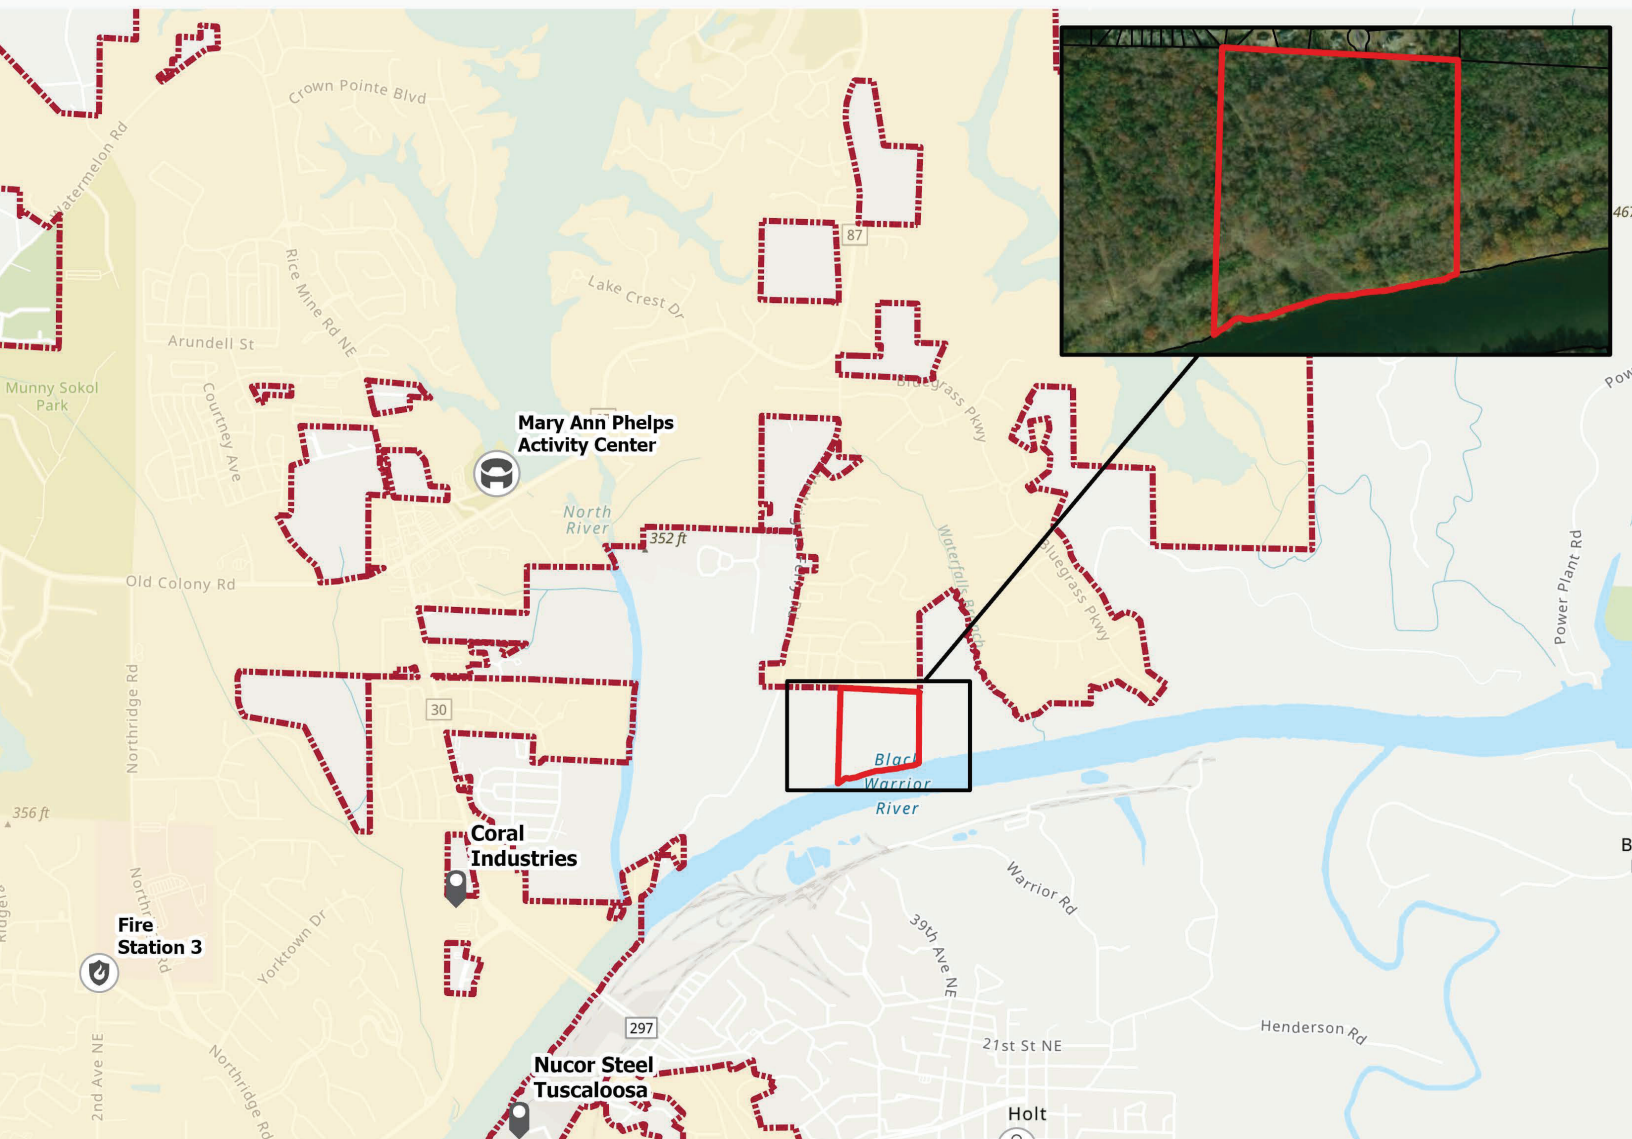 Crown Pointe Blvd
Watermelon Rd
87
467
Rice Mine Rd NE
Lake Crest Dr
Arundell St
Munny Sokol
Park
Courtney Ave
Bluegrass Pkwy
Mary Ann Phelps
Activity Center
North
River
352 ft
Waterfalls Branch
Bluegrass Pkwy
Power Plant Rd
Old Colony Rd
Northridge Rd
30
Black
Warrior
River
356 ft
Coral
Industries
Warrior Rd
Fire
Station 3
Yorktown Dr
39th Ave NE
297
Henderson Rd
21st St NE
2nd Ave NE
Northridge Rd
Nucor Steel
Tuscaloosa
Holt